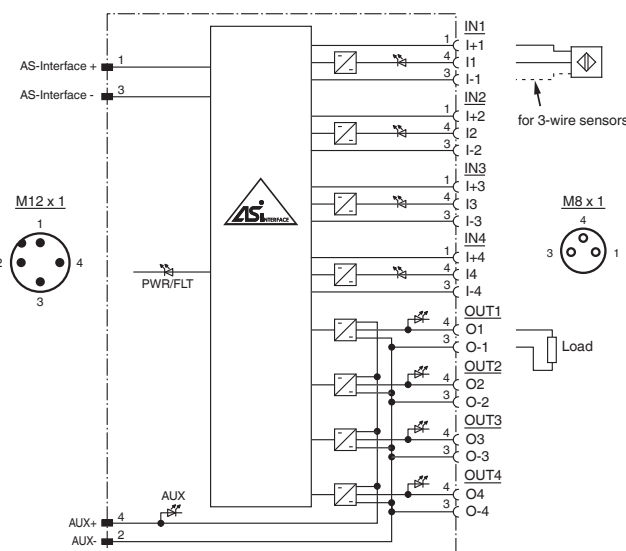 IN1
1 I+1
AS-Interface + 1
4 I1
3 I-1
AS-Interface - 3
IN2
for 3-wire sensors
1 I+2
4 I2
3 I-2
IN3
1 I+3
M12 x 1
M8 x 1
4 I3
ASi INTERFACE
3 I-3
1
4
IN4
2
4
3
1
1 I+4
4 I4
PWR/FLT
3
3 I-4
OUT1
4 O1
3 O-1
Load
OUT2
4 O2
3 O-2
OUT3
4 O3
3 O-3
OUT4
AUX
4 O4
3 O-4
AUX+ 4
AUX- 2